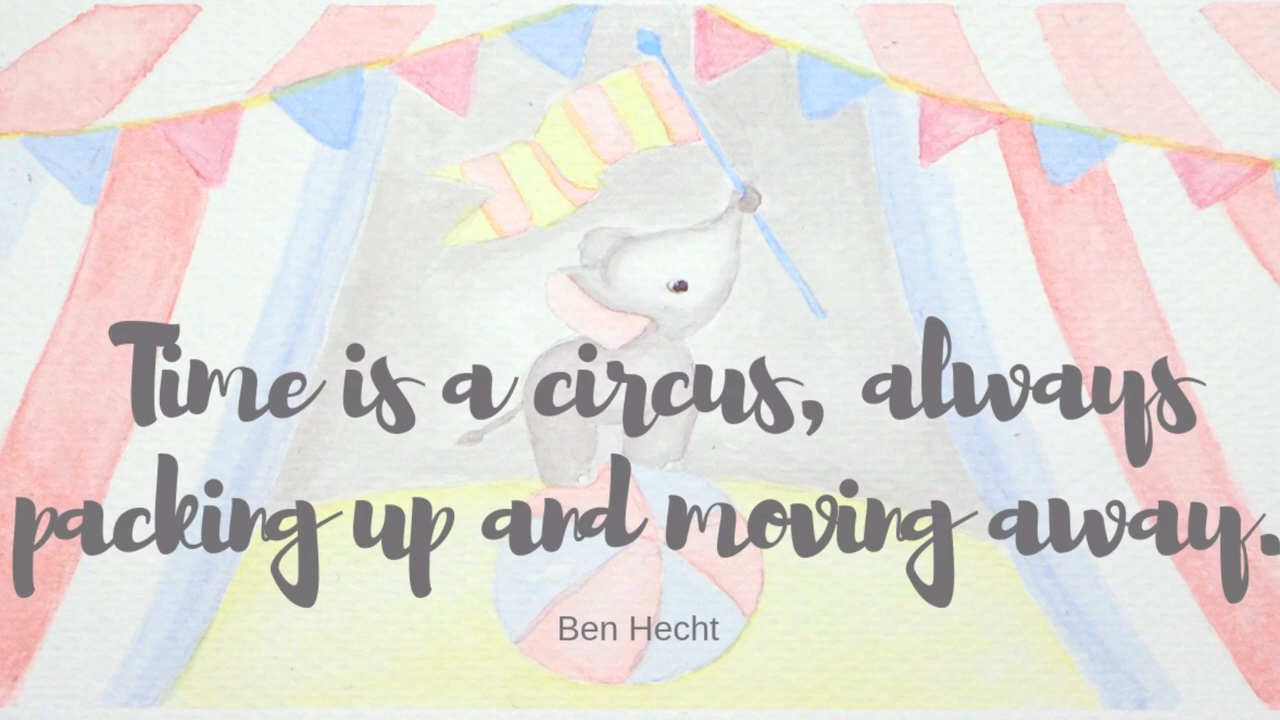 Time is a circus, always
packing up and moving away.
Ben Hecht